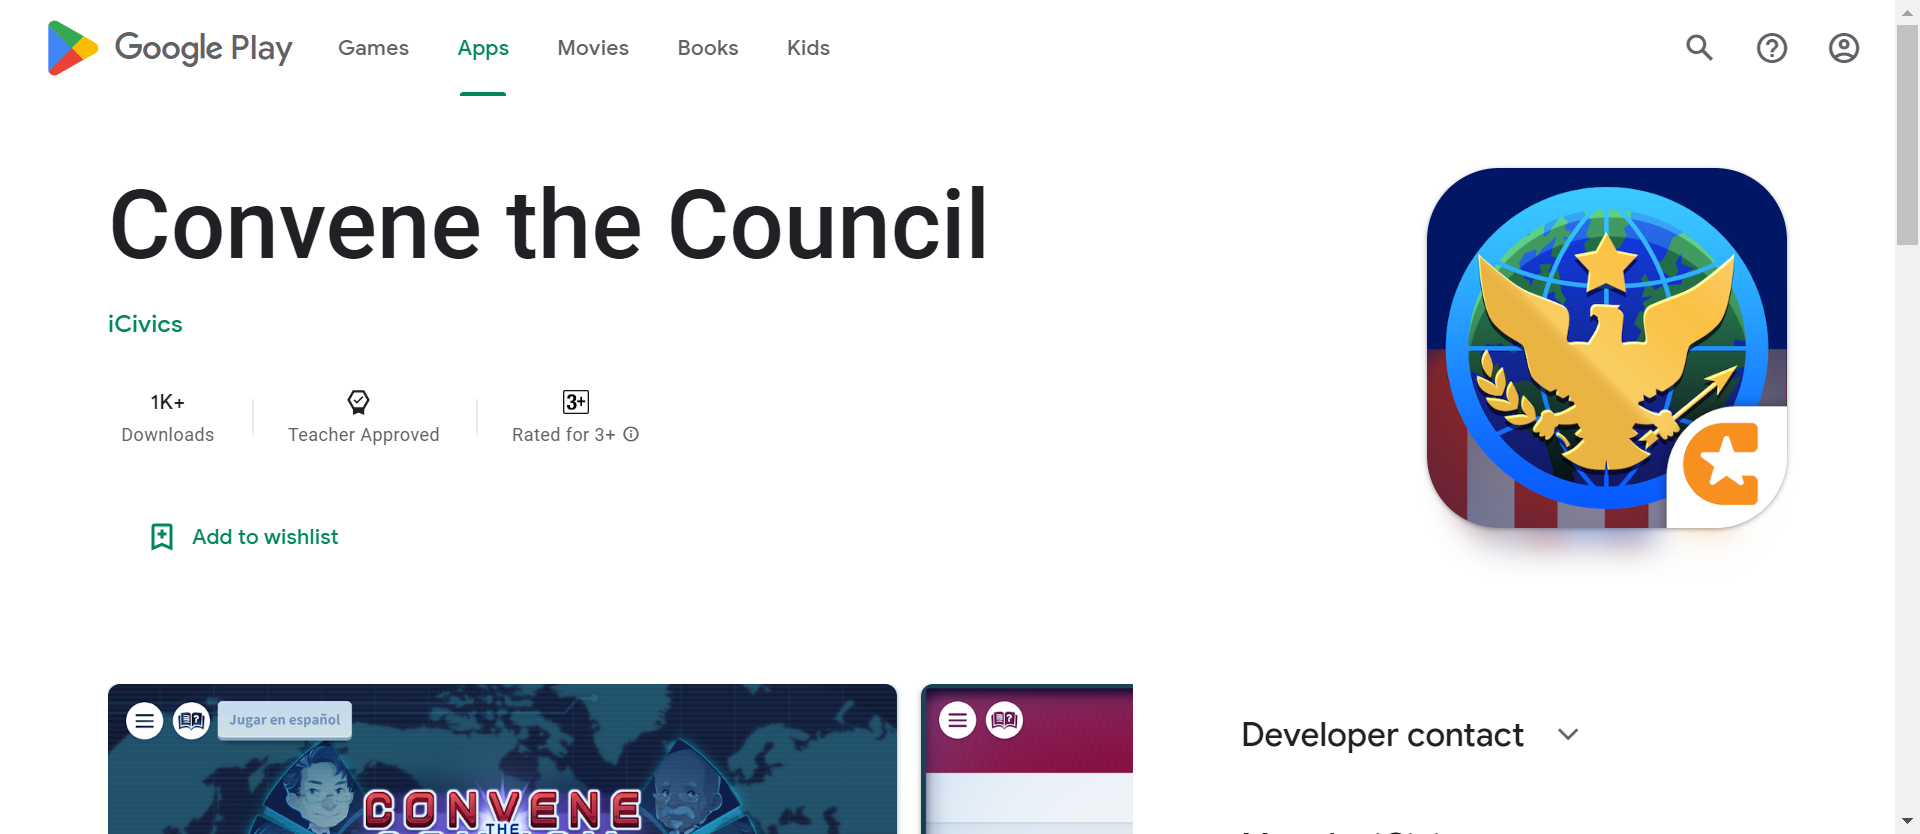 Google Play Games Apps Movies Books Kids
Convene the Council
iCivics
1K+
Downloads
Teacher Approved
3+
Rated for 3+
Add to wishlist
Jugar en español
CONVENE
THE
Developer contact